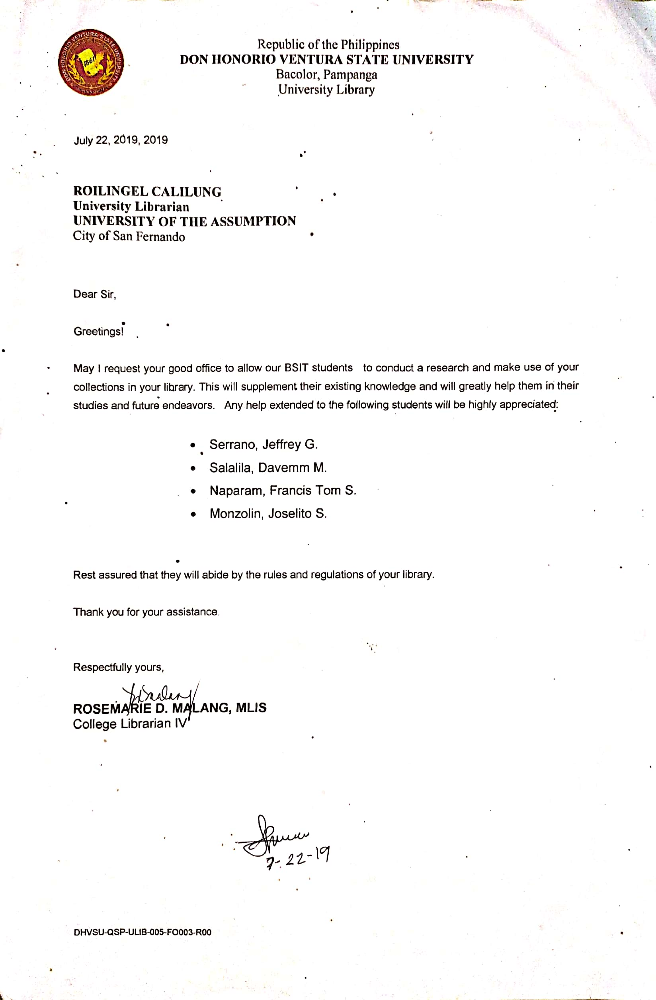 DON HONORIO VENTURA STATE UNIVERSITY
1861
Republic of the Philippines
DON HONORIO VENTURA STATE UNIVERSITY
Bacolor, Pampanga
University Library
July 22, 2019, 2019
ROILINGEL CALILUNG
University Librarian
UNIVERSITY OF THE ASSUMPTION
City of San Fernando
Dear Sir,
Greetings!
May I request your good office to allow our BSIT students to conduct a research and make use of your
collections in your library. This will supplement their existing knowledge and will greatly help them in their
studies and future endeavors. Any help extended to the following students will be highly appreciated:
• Serrano, Jeffrey G.
• Salalila, Davemm M.
• Naparam, Francis Tom S.
• Monzolin, Joselito S.
Rest assured that they will abide by the rules and regulations of your library.
Thank you for your assistance.
Respectfully yours,
ROSEMARIE D. MALANG, MLIS
College Librarian IV
7-22-19
DHVSU-QSP-ULIB-005-FO003-R00